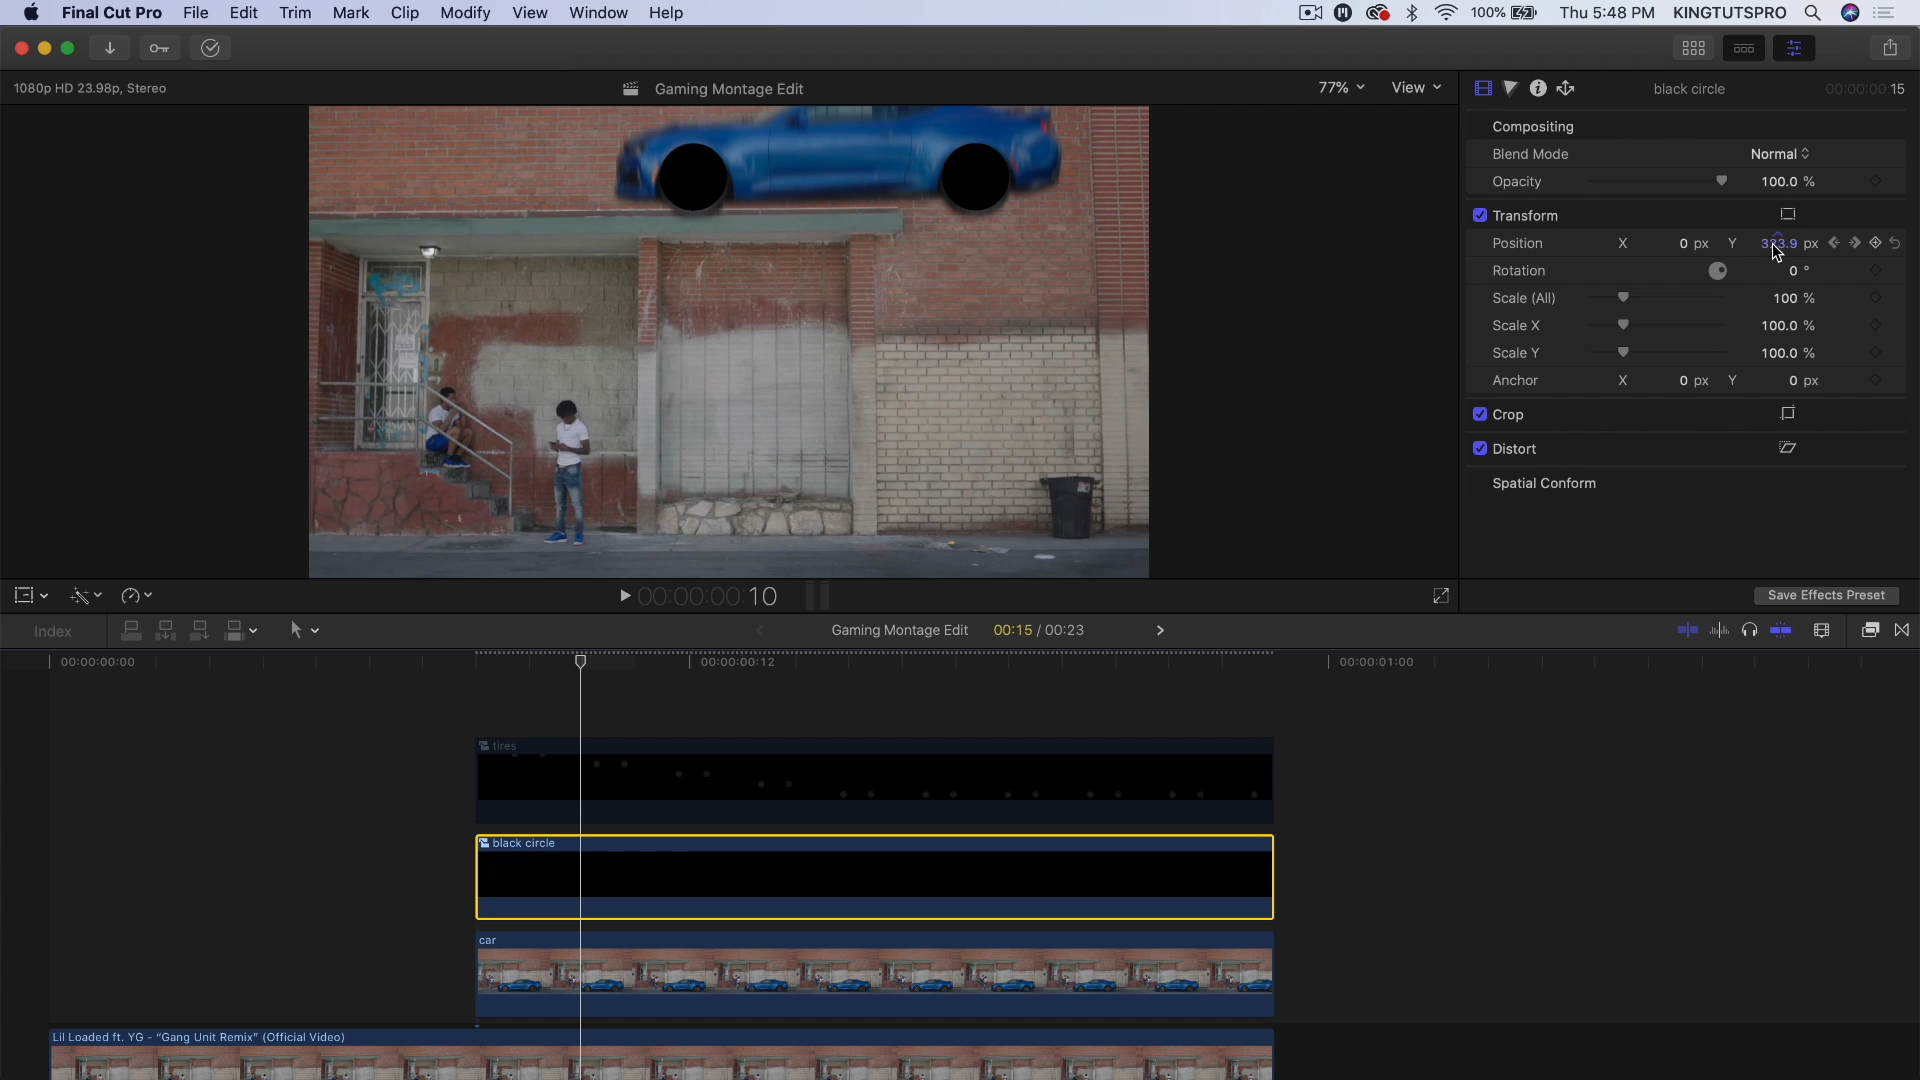 Final Cut Pro File Edit Trim Mark Clip Modify View Window Help 100% Thu 5:48 PM KINGTUTSPRO
1080p HD 23.98p, Stereo Gaming Montage Edit 77% View black circle 00:00:00:15
Compositing
Blend Mode Normal
Opacity 100.0 %
Transform
Position X 0 px Y px
Rotation 0 °
Scale (All) 100 %
Scale X 100.0 %
Scale Y 100.0 %
Anchor X 0 px Y 0 px
Crop
Distort
Spatial Conform
00:00:00:10 Save Effects Preset
Index Gaming Montage Edit 00:15 / 00:23
00:00:00:00 00:00:00:12 00:00:01:00
tires
black circle
car
Lil Loaded ft. YG - "Gang Unit Remix" (Official Video)